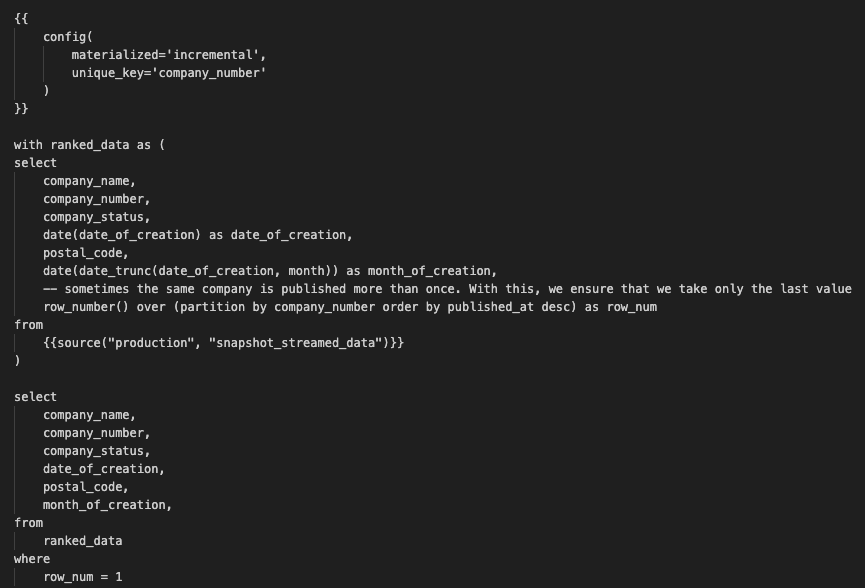 {{
    config(
        materialized='incremental',
        unique_key='company_number'
    )
}}

with ranked_data as (
select
    company_name,
    company_number,
    company_status,
    date(date_of_creation) as date_of_creation,
    postal_code,
    date(date_trunc(date_of_creation, month)) as month_of_creation,
    -- sometimes the same company is published more than once. With this, we ensure that we take only the last value
    row_number() over (partition by company_number order by published_at desc) as row_num
from
    {{source("production", "snapshot_streamed_data")}}
)

select
    company_name,
    company_number,
    company_status,
    date_of_creation,
    postal_code,
    month_of_creation,
from
    ranked_data
where
    row_num = 1